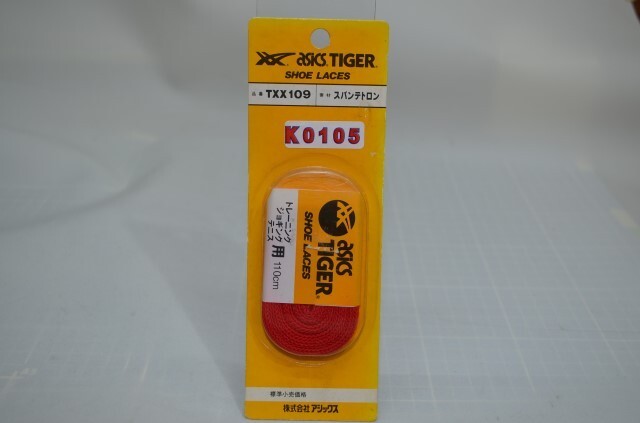 asics. TIGER®
SHOE LACES
品番 TXX109 素材 スパンテトロン
K0105
asics
TIGER®
SHOE LACES
トレーニング
ジョギング
テニス
用 110cm
標準小売価格
株式会社 アシックス